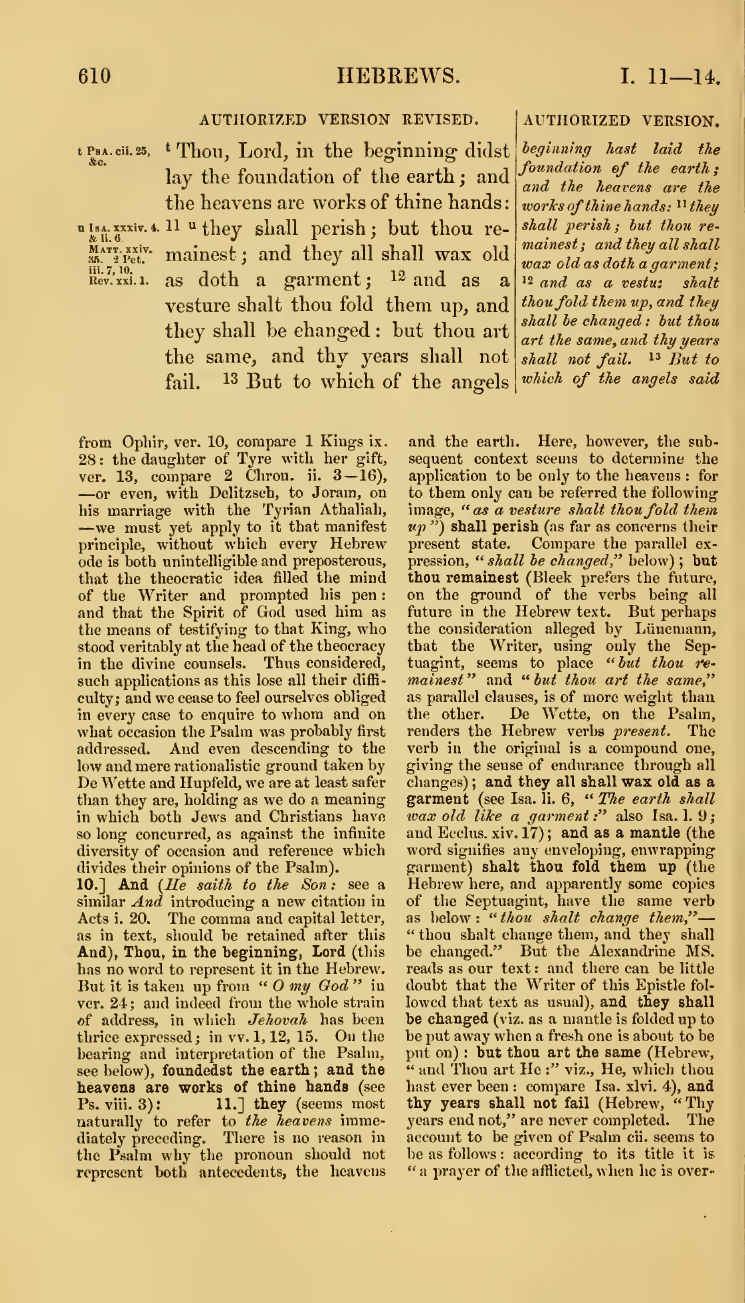 610 HEBREWS. I. 11—14.
AUTHORIZED VERSION REVISED.
t Psa. cii. 25,
&c.
t Thou, Lord, in the beginning didst
lay the foundation of the earth; and
the heavens are works of thine hands:
u Isa. xxxiv. 4.
& li. 6.
Matt. xxiv.
35. 2 Pet.
iii. 7, 10.
Rev. xxi. 1.
11 u they shall perish; but thou re-
mainest; and they all shall wax old
as doth a garment; 12 and as a
vesture shalt thou fold them up, and
they shall be changed: but thou art
the same, and thy years shall not
fail. 13 But to which of the angels
AUTHORIZED VERSION.
beginning hast laid the
foundation of the earth;
and the heavens are the
works of thine hands: 11 they
shall perish; but thou re-
mainest; and they all shall
wax old as doth a garment;
12 and as a vestu: shalt
thou fold them up, and they
shall be changed: but thou
art the same, and thy years
shall not fail. 13 But to
which of the angels said
from Ophir, ver. 10, compare 1 Kings ix.
28: the daughter of Tyre with her gift,
ver. 13, compare 2 Chron. ii. 3—16),
—or even, with Delitzsch, to Joram, on
his marriage with the Tyrian Athaliah,
—we must yet apply to it that manifest
principle, without which every Hebrew
ode is both unintelligible and preposterous,
that the theocratic idea filled the mind
of the Writer and prompted his pen:
and that the Spirit of God used him as
the means of testifying to that King, who
stood veritably at the head of the theocracy
in the divine counsels. Thus considered,
such applications as this lose all their diffi-
culty; and we cease to feel ourselves obliged
in every case to enquire to whom and on
what occasion the Psalm was probably first
addressed. And even descending to the
low and mere rationalistic ground taken by
De Wette and Hupfeld, we are at least safer
than they are, holding as we do a meaning
in which both Jews and Christians have
so long concurred, as against the infinite
diversity of occasion and reference which
divides their opinions of the Psalm).
10.] And (He saith to the Son: see a
similar And introducing a new citation in
Acts i. 20. The comma and capital letter,
as in text, should be retained after this
And), Thou, in the beginning, Lord (this
has no word to represent it in the Hebrew.
But it is taken up from "O my God" in
ver. 24; and indeed from the whole strain
of address, in which Jehovah has been
thrice expressed; in vv. 1, 12, 15. On the
bearing and interpretation of the Psalm,
see below), foundedst the earth; and the
heavens are works of thine hands (see
Ps. viii. 3): 11.] they (seems most
naturally to refer to the heavens imme-
diately preceding. There is no reason in
the Psalm why the pronoun should not
represent both antecedents, the heavens
and the earth. Here, however, the sub-
sequent context seems to determine the
application to be only to the heavens: for
to them only can be referred the following
image, "as a vesture shalt thou fold them
up") shall perish (as far as concerns their
present state. Compare the parallel ex-
pression, "shall be changed," below); but
thou remainest (Bleek prefers the future,
on the ground of the verbs being all
future in the Hebrew text. But perhaps
the consideration alleged by Lünemann,
that the Writer, using only the Sep-
tuagint, seems to place "but thou re-
mainest" and "but thou art the same,"
as parallel clauses, is of more weight than
the other. De Wette, on the Psalm,
renders the Hebrew verbs present. The
verb in the original is a compound one,
giving the sense of endurance through all
changes); and they all shall wax old as a
garment (see Isa. li. 6, "The earth shall
wax old like a garment:" also Isa. l. 9;
and Ecclus. xiv. 17); and as a mantle (the
word signifies any enveloping, enwrapping
garment) shalt thou fold them up (the
Hebrew here, and apparently some copies
of the Septuagint, have the same verb
as below: "thou shalt change them,"—
"thou shalt change them, and they shall
be changed." But the Alexandrine MS.
reads as our text: and there can be little
doubt that the Writer of this Epistle fol-
lowed that text as usual), and they shall
be changed (viz. as a mantle is folded up to
be put away when a fresh one is about to be
put on): but thou art the same (Hebrew,
"and Thou art He:" viz., He, which thou
hast ever been: compare Isa. xlvi. 4), and
thy years shall not fail (Hebrew, "Thy
years end not," are never completed. The
account to be given of Psalm cii. seems to
be as follows: according to its title it is
"a prayer of the afflicted, when he is over-